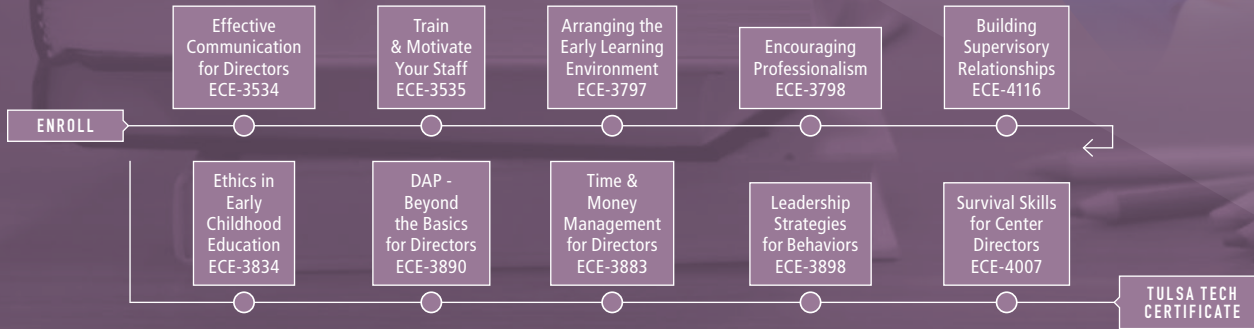 ENROLL
Effective
Communication
for Directors
ECE-3534
Train
& Motivate
Your Staff
ECE-3535
Arranging the
Early Learning
Environment
ECE-3797
Encouraging
Professionalism
ECE-3798
Building
Supervisory
Relationships
ECE-4116
Ethics in
Early
Childhood
Education
ECE-3834
DAP -
Beyond
the Basics
for Directors
ECE-3890
Time &
Money
Management
for Directors
ECE-3883
Leadership
Strategies
for Behaviors
ECE-3898
Survival Skills
for Center
Directors
ECE-4007
TULSA TECH
CERTIFICATE